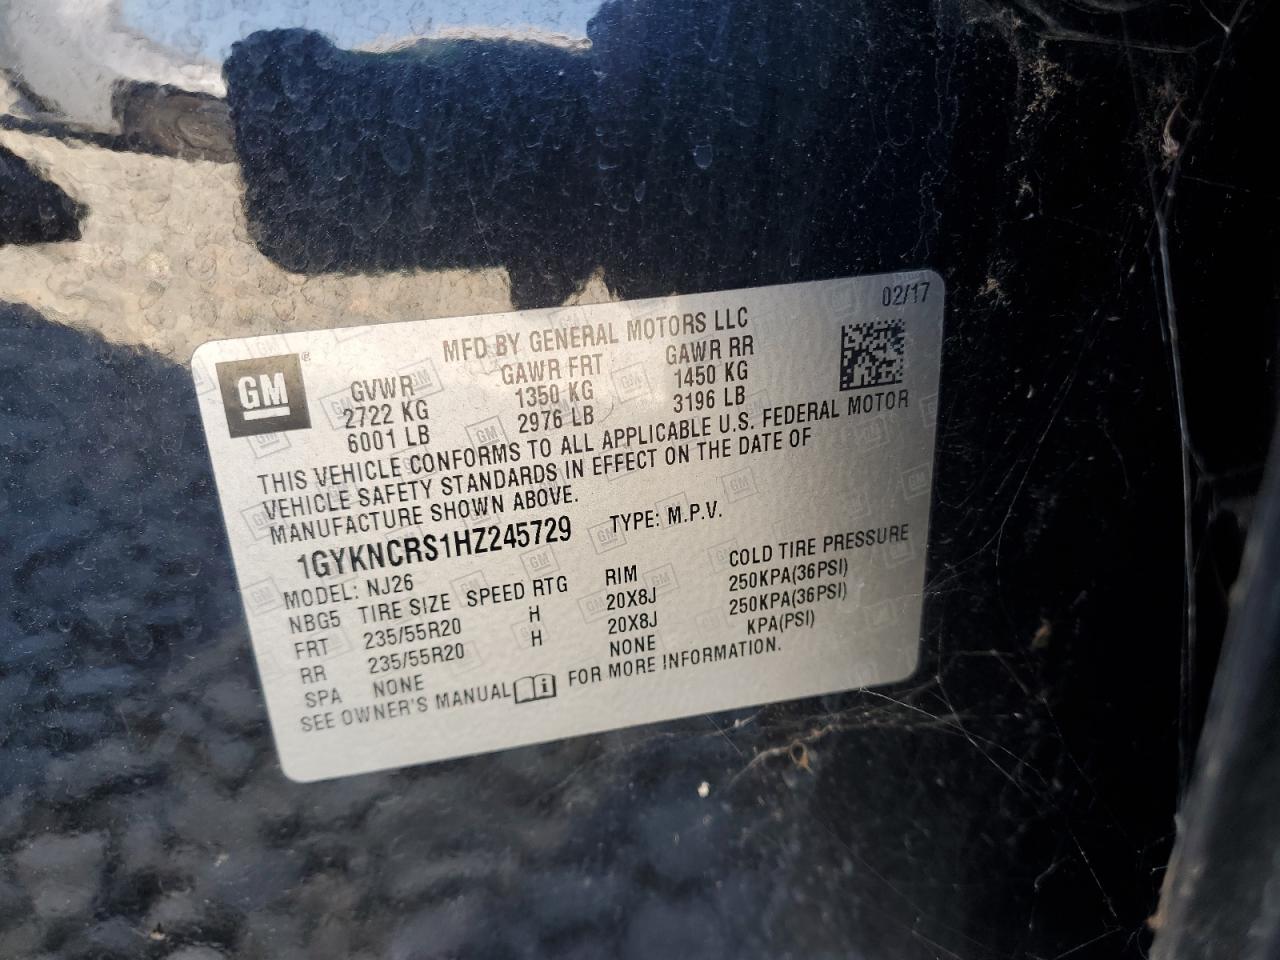 02/17
MFD BY GENERAL MOTORS LLC
GM ®
GVWR GAWR FRT GAWR RR
2722 KG 1350 KG 1450 KG
6001 LB 2976 LB 3196 LB
THIS VEHICLE CONFORMS TO ALL APPLICABLE U.S. FEDERAL MOTOR
VEHICLE SAFETY STANDARDS IN EFFECT ON THE DATE OF
MANUFACTURE SHOWN ABOVE.
1GYKNCRS1HZ245729 TYPE: M.P.V.
MODEL: NJ26
NBG5 TIRE SIZE SPEED RTG RIM COLD TIRE PRESSURE
FRT 235/55R20 H 20X8J 250KPA(36PSI)
RR 235/55R20 H 20X8J 250KPA(36PSI)
SPA NONE NONE KPA(PSI)
SEE OWNER'S MANUAL FOR MORE INFORMATION.